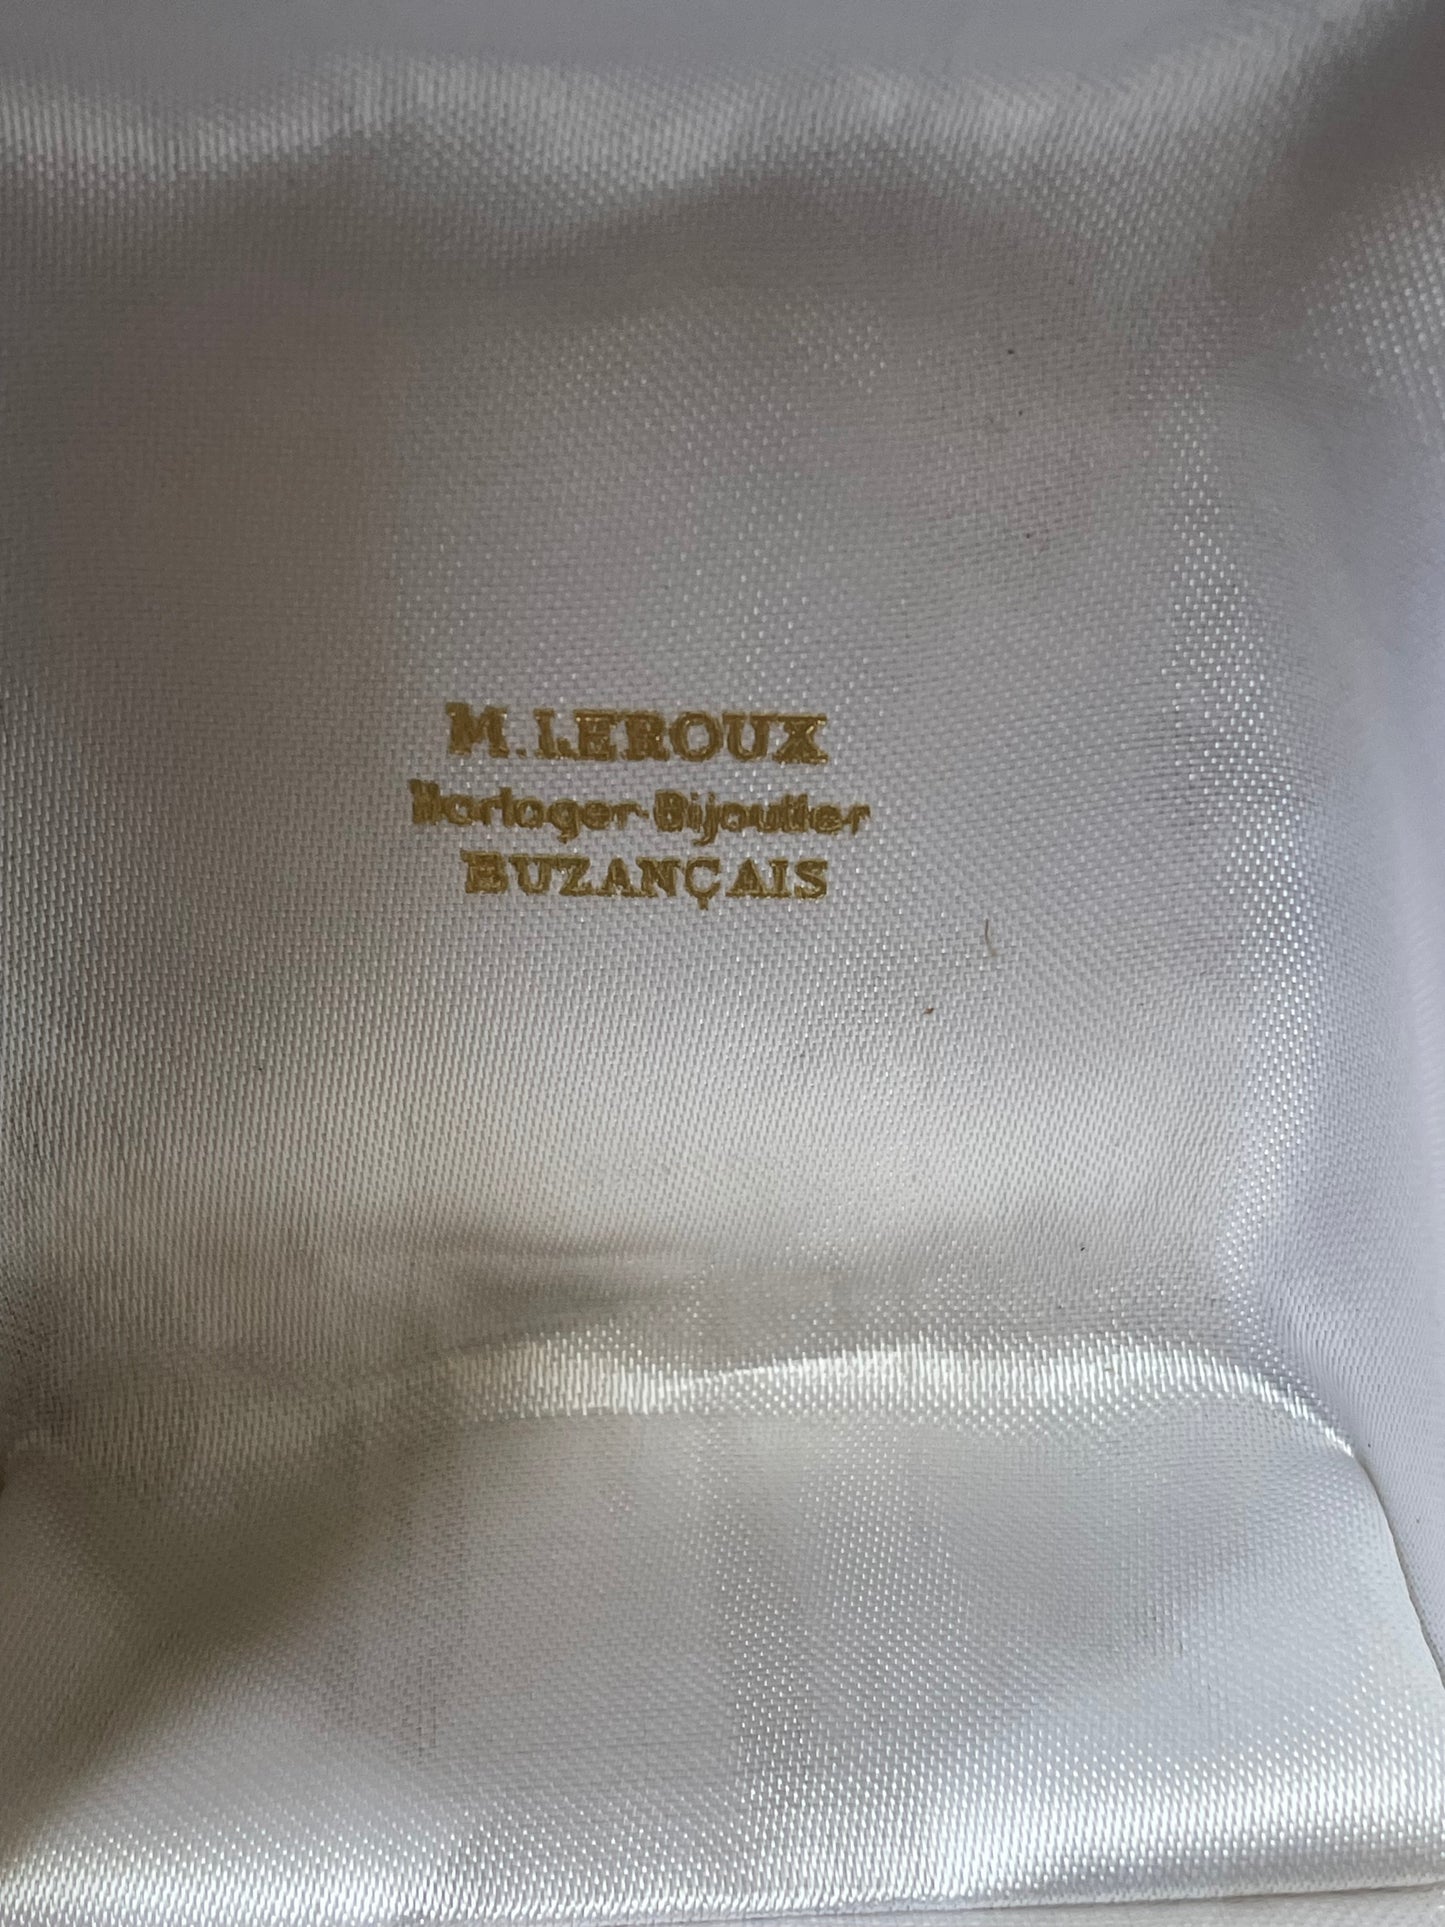 M. LEROUX
Horloger-Bijoutier
BUZANÇAIS